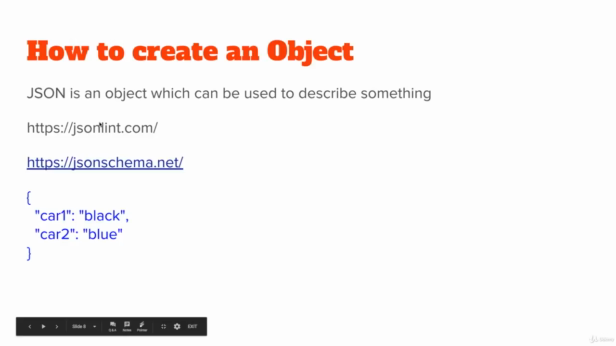 How to create an Object
JSON is an object which can be used to describe something
https://jsonlint.com/
https://jsonschema.net/
{
"car1": "black",
"car2": "blue"
}
Slide 6
Q&A
Notes
Pointer
EXIT